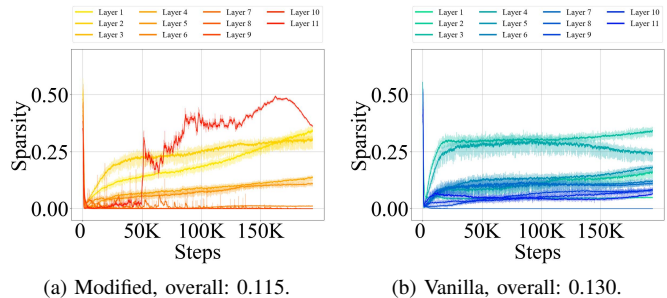 Layer 1 Layer 4 Layer 7 Layer 10
Layer 2 Layer 5 Layer 8 Layer 11
Layer 3 Layer 6 Layer 9
0.50
0.25
0.00
Sparsity
0 50K 100K 150K
Steps
(a) Modified, overall: 0.115.
Layer 1 Layer 4 Layer 7 Layer 10
Layer 2 Layer 5 Layer 8 Layer 11
Layer 3 Layer 6 Layer 9
0.50
0.25
0.00
Sparsity
0 50K 100K 150K
Steps
(b) Vanilla, overall: 0.130.